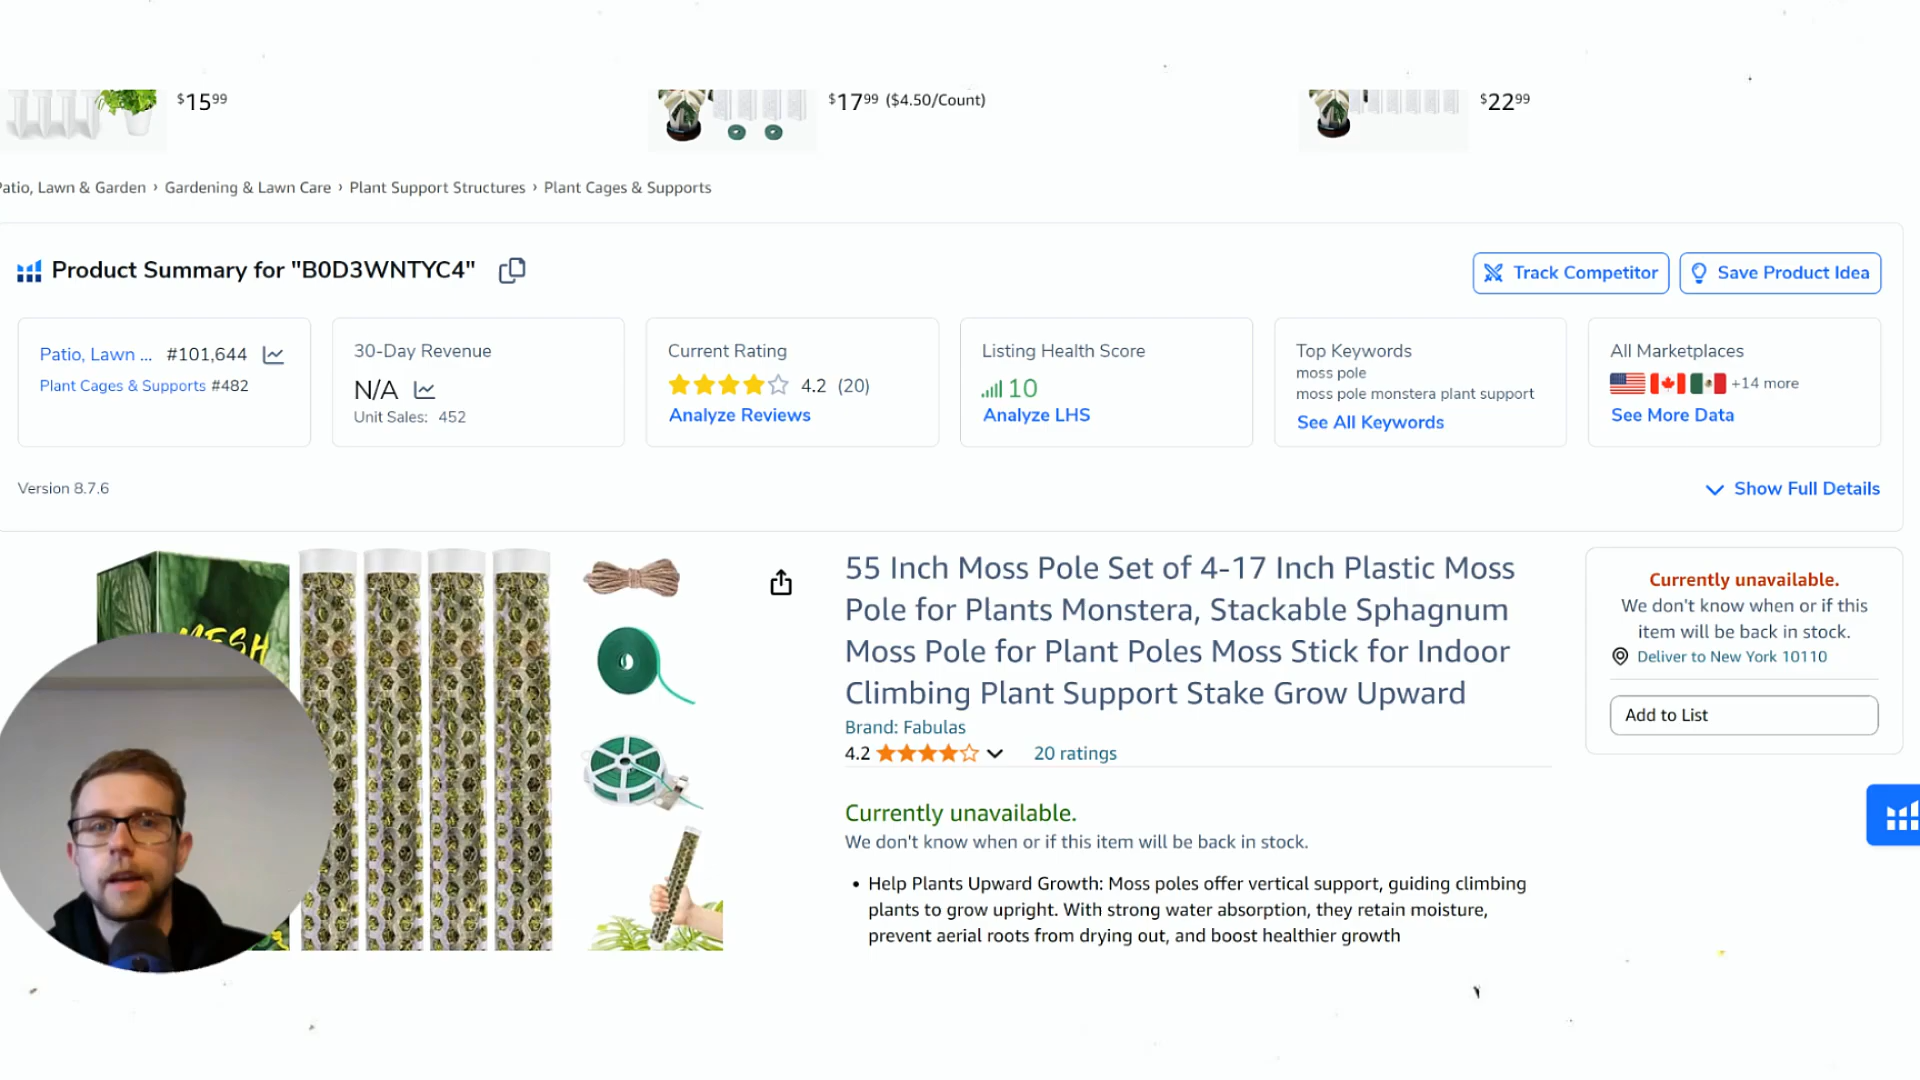 $1599
$1799 ($4.50/Count)
$2299
Patio, Lawn & Garden › Gardening & Lawn Care › Plant Support Structures › Plant Cages & Supports
Product Summary for "B0D3WNTYC4"
Track Competitor
Save Product Idea
Patio, Lawn ... #101,644
Plant Cages & Supports #482
30-Day Revenue
N/A
Unit Sales: 452
Current Rating
4.2 (20)
Analyze Reviews
Listing Health Score
10
Analyze LHS
Top Keywords
moss pole
moss pole monstera plant support
See All Keywords
All Marketplaces
+14 more
See More Data
Version 8.7.6
Show Full Details
MESH
55 Inch Moss Pole Set of 4-17 Inch Plastic Moss
Pole for Plants Monstera, Stackable Sphagnum
Moss Pole for Plant Poles Moss Stick for Indoor
Climbing Plant Support Stake Grow Upward
Brand: Fabulas
4.2
20 ratings
Currently unavailable.
We don't know when or if this item will be back in stock.
• Help Plants Upward Growth: Moss poles offer vertical support, guiding climbing
plants to grow upright. With strong water absorption, they retain moisture,
prevent aerial roots from drying out, and boost healthier growth
Currently unavailable.
We don't know when or if this
item will be back in stock.
Deliver to New York 10110
Add to List